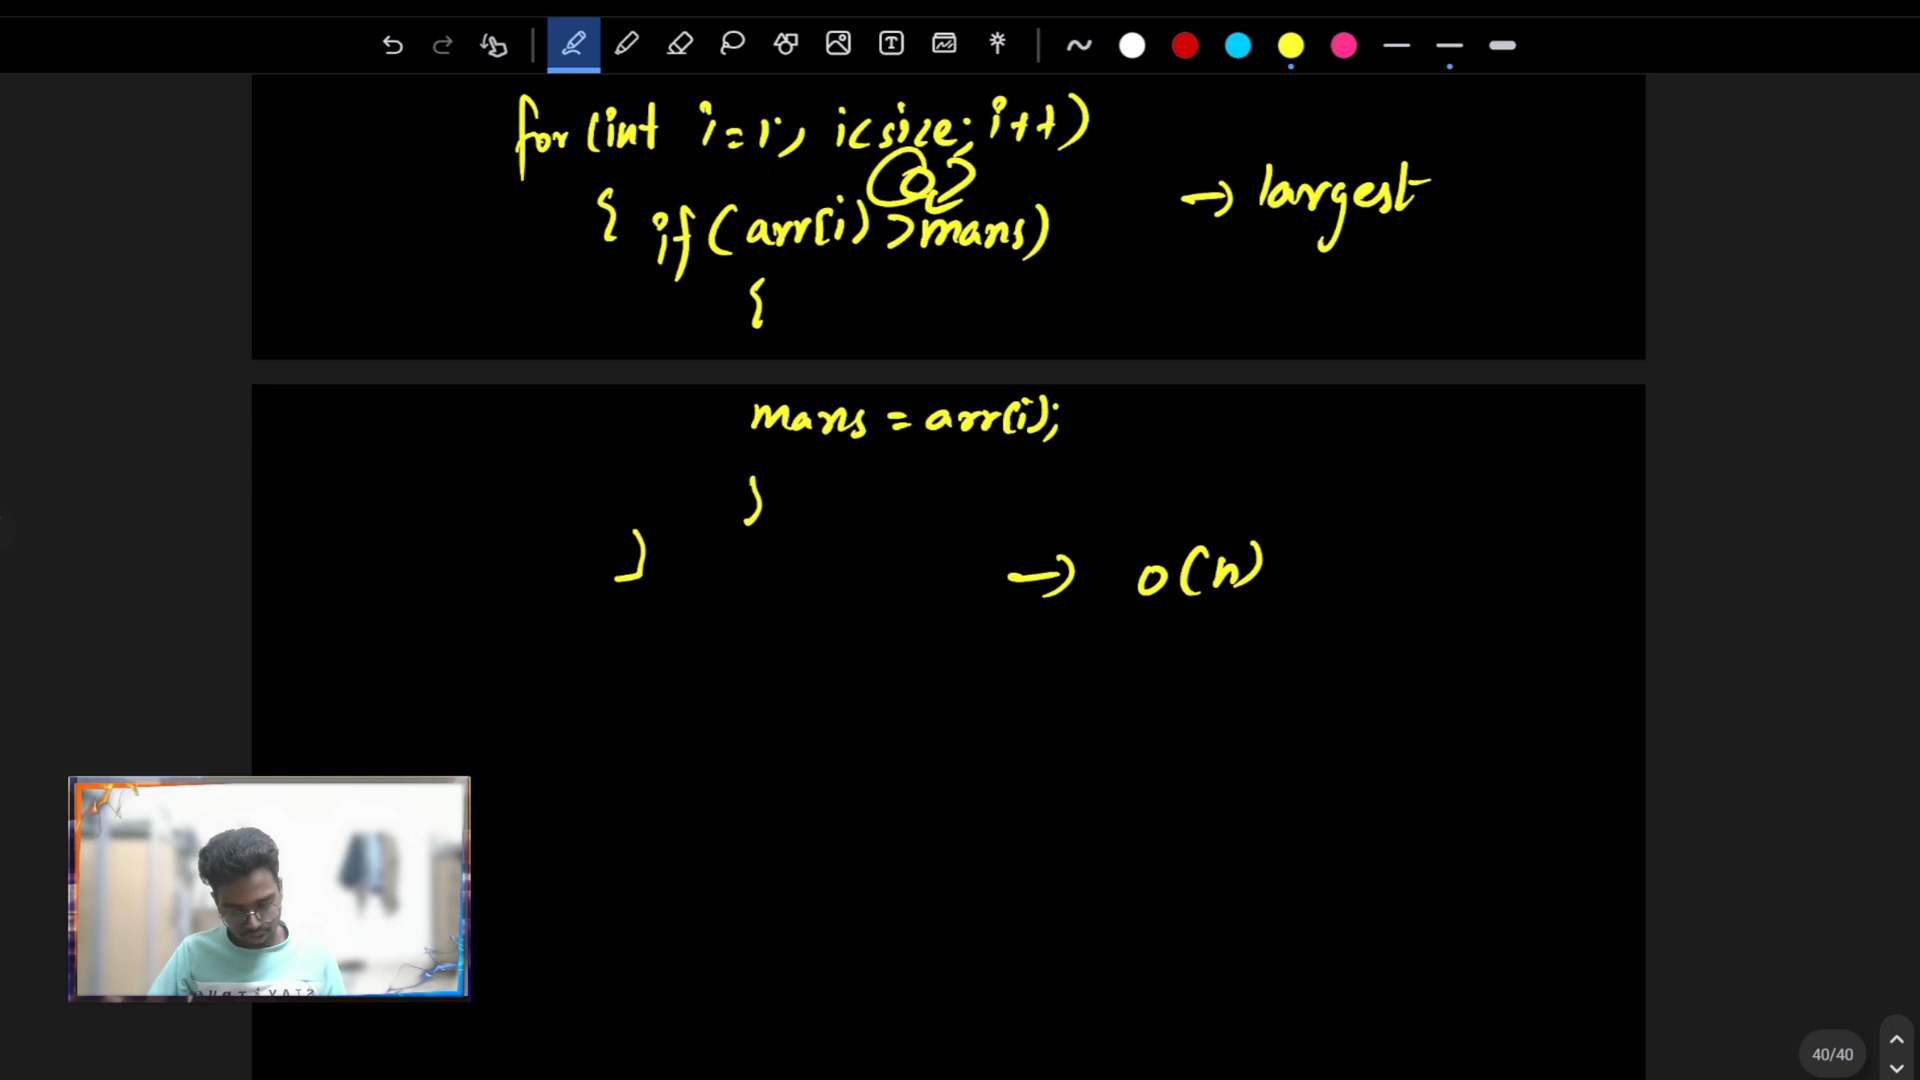 for(int i=1; i<size; i++)
{ if(arr[i]>mans)
→ largest
{
mans = arr[i];
}
}
→ o(n)
40/40